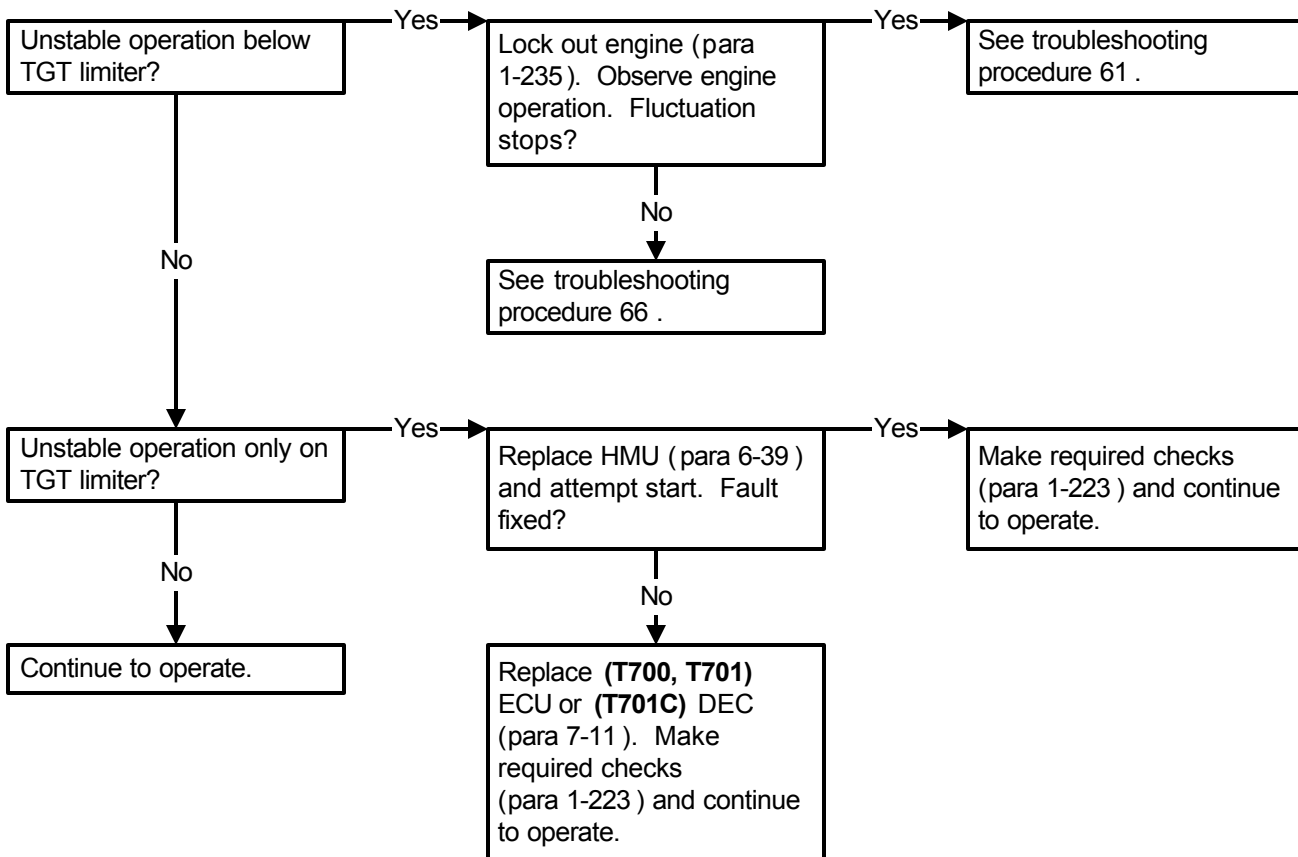 Unstable operation below
TGT limiter?
Yes
Lock out engine (para
1-235). Observe engine
operation. Fluctuation
stops?
Yes
See troubleshooting
procedure 61 .
No
No
See troubleshooting
procedure 66 .
Unstable operation only on
TGT limiter?
Yes
Replace HMU (para 6-39 )
and attempt start. Fault
fixed?
Yes
Make required checks
(para 1-223 ) and continue
to operate.
No
No
Continue to operate.
Replace (T700, T701)
ECU or (T701C) DEC
(para 7-11 ). Make
required checks
(para 1-223 ) and continue
to operate.